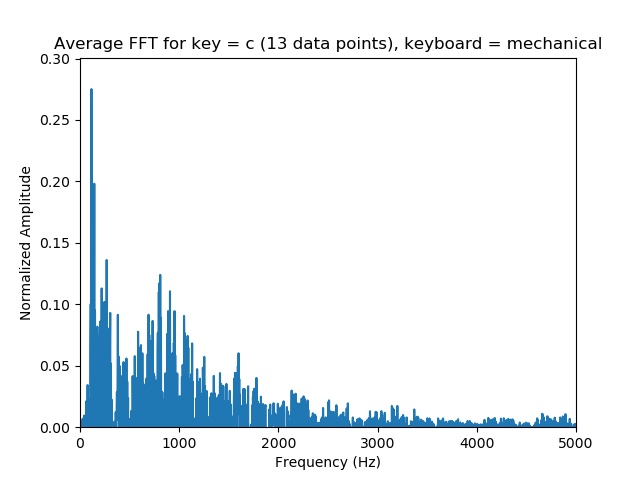 Average FFT for key = c (13 data points), keyboard = mechanical
0.30
0.25
0.20
0.15
0.10
0.05
0.00
Normalized Amplitude
0 1000 2000 3000 4000 5000
Frequency (Hz)